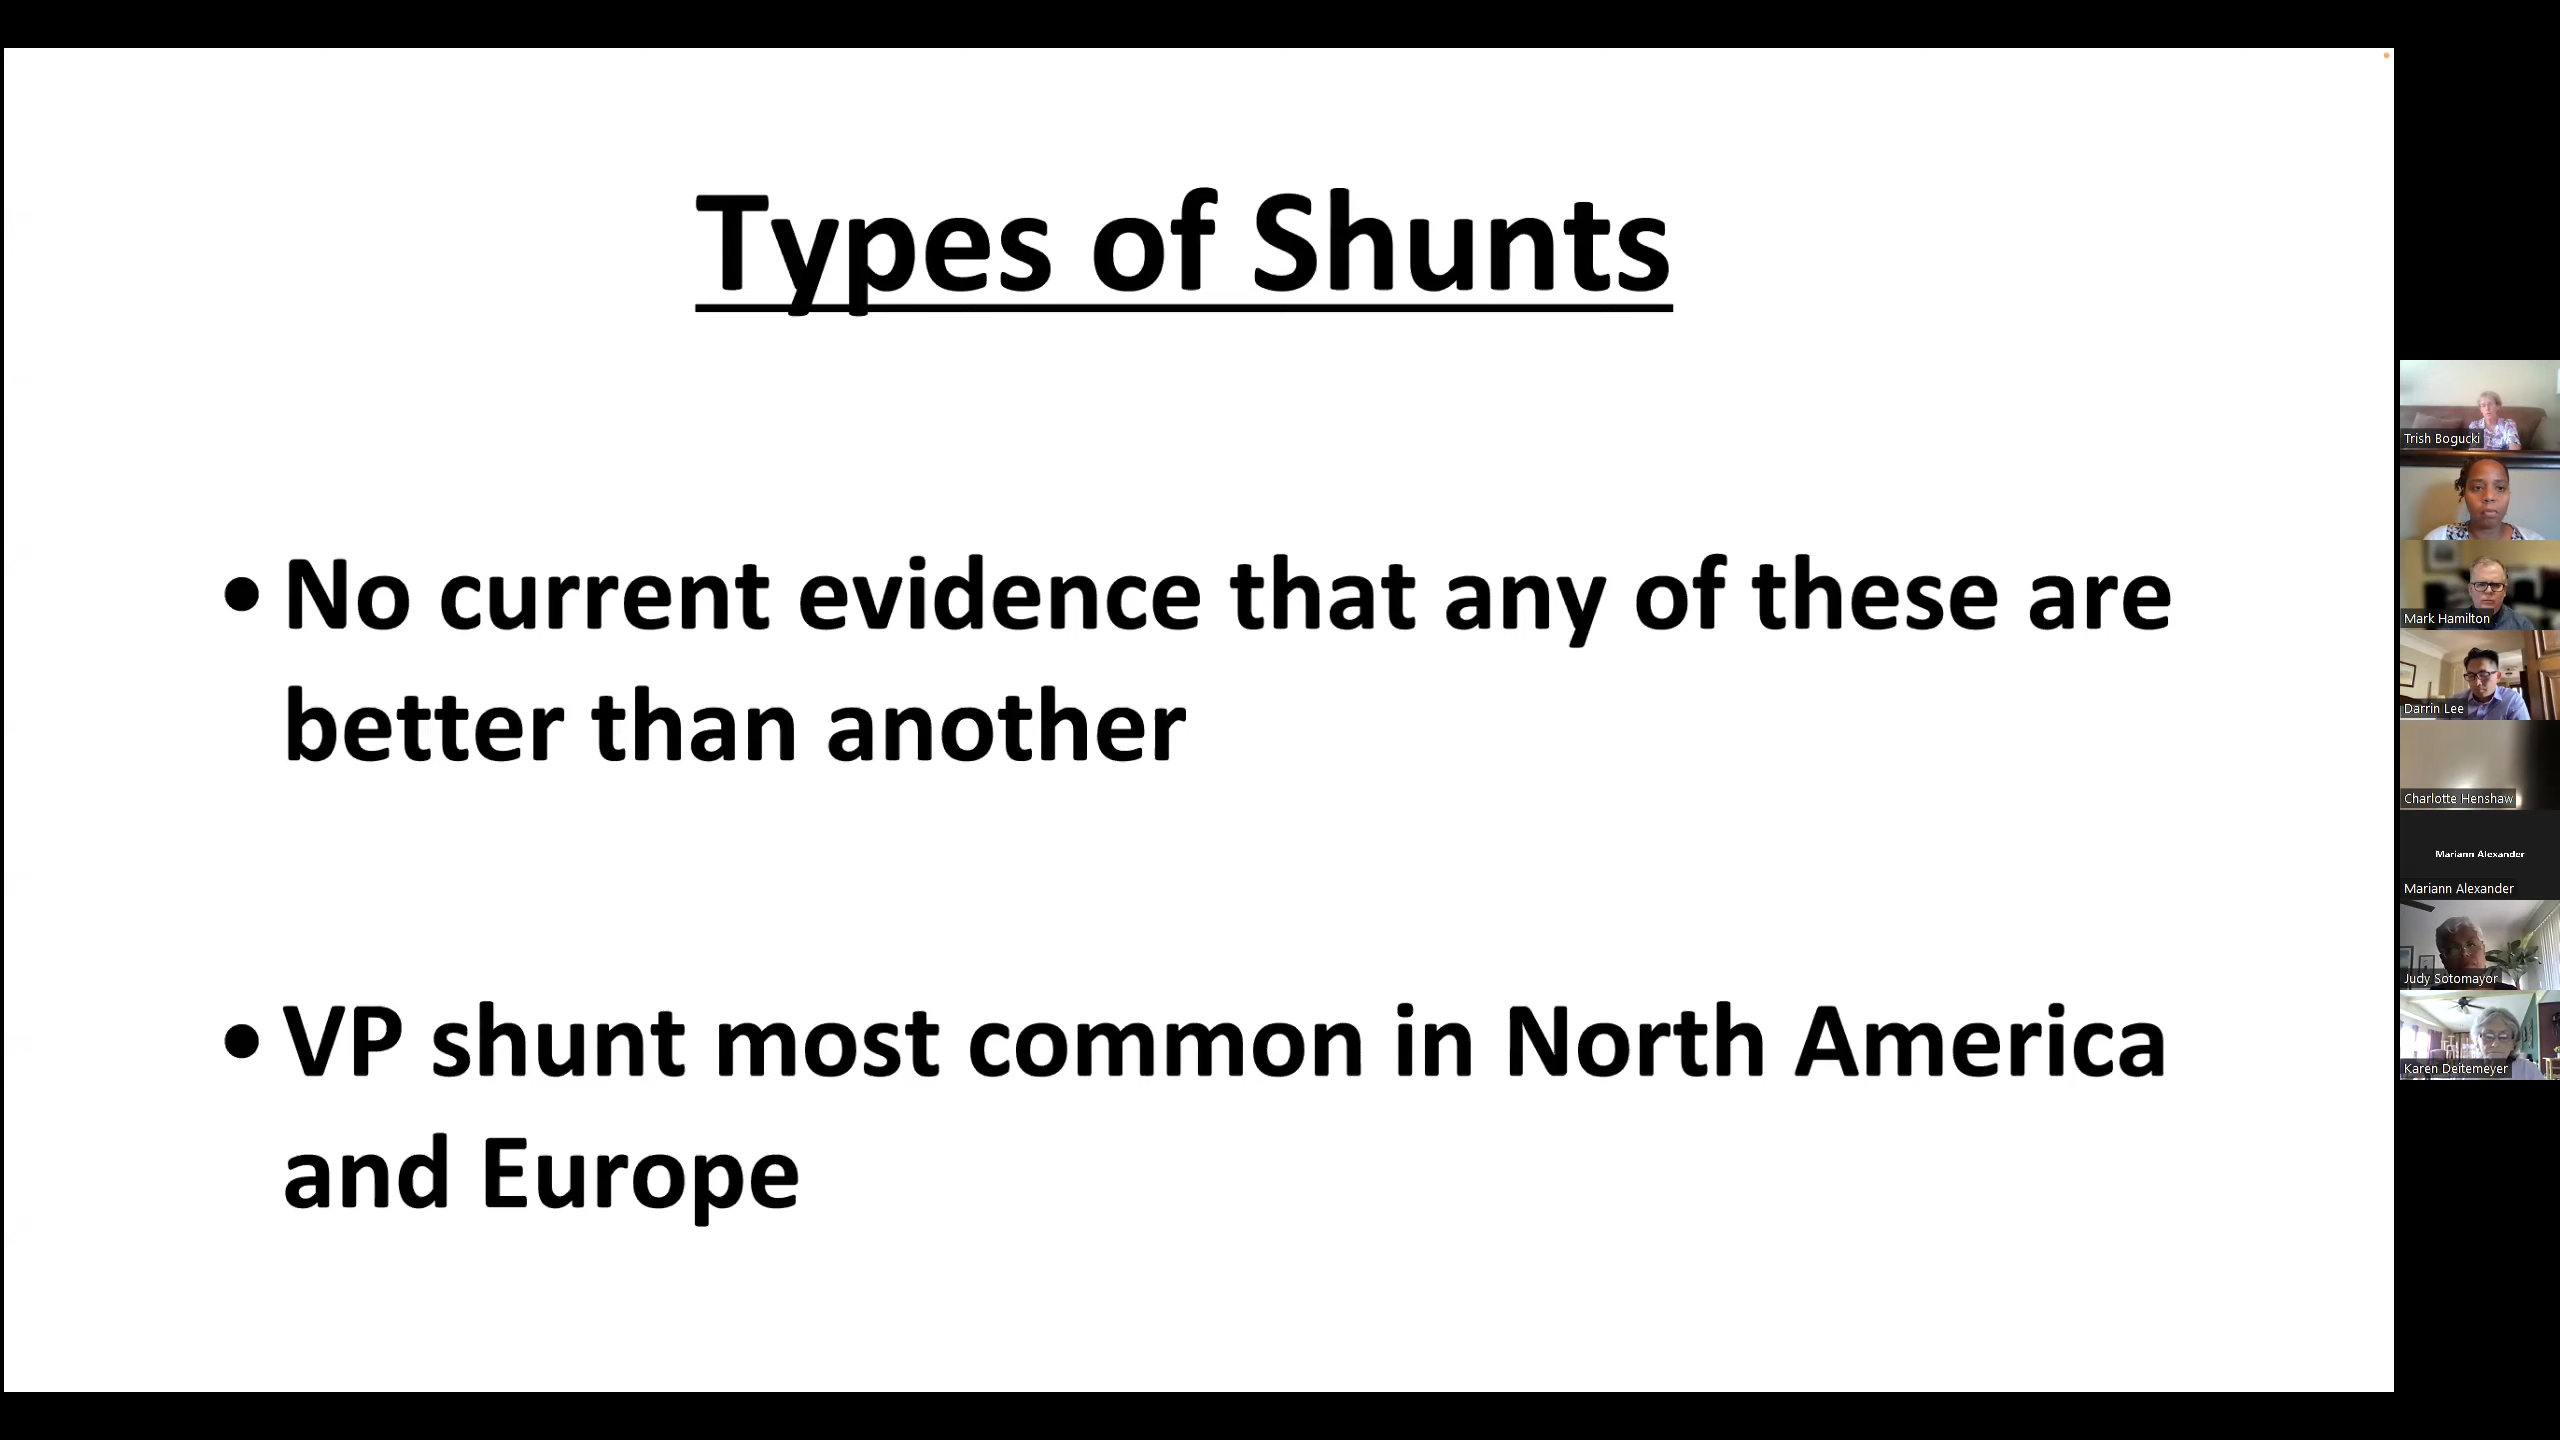 Types of Shunts
• No current evidence that any of these are
better than another
• VP shunt most common in North America
and Europe
Trish Bogucki
Mark Hamilton
Darrin Lee
Charlotte Henshaw
Mariann Alexander
Mariann Alexander
Judy Sotomayor
Karen Deitemeyer